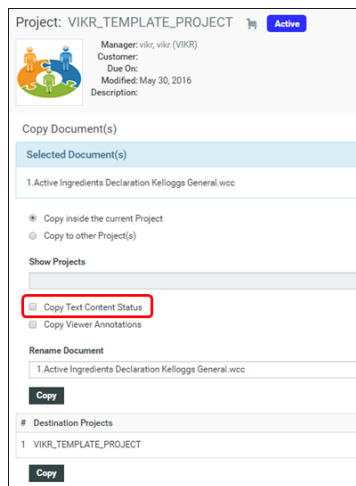 Project: VIKR_TEMPLATE_PROJECT Active
Manager: vikr, vikr (VIKR)
Customer:
Due On:
Modified: May 30, 2016
Description:
Copy Document(s)
Selected Document(s)
1.Active Ingredients Declaration Kelloggs General.wcc
Copy inside the current Project
Copy to other Project(s)
Show Projects
Copy Text Content Status
Copy Viewer Annotations
Rename Document
1.Active Ingredients Declaration Kelloggs General.wcc
Copy
# Destination Projects
1 VIKR_TEMPLATE_PROJECT
Copy